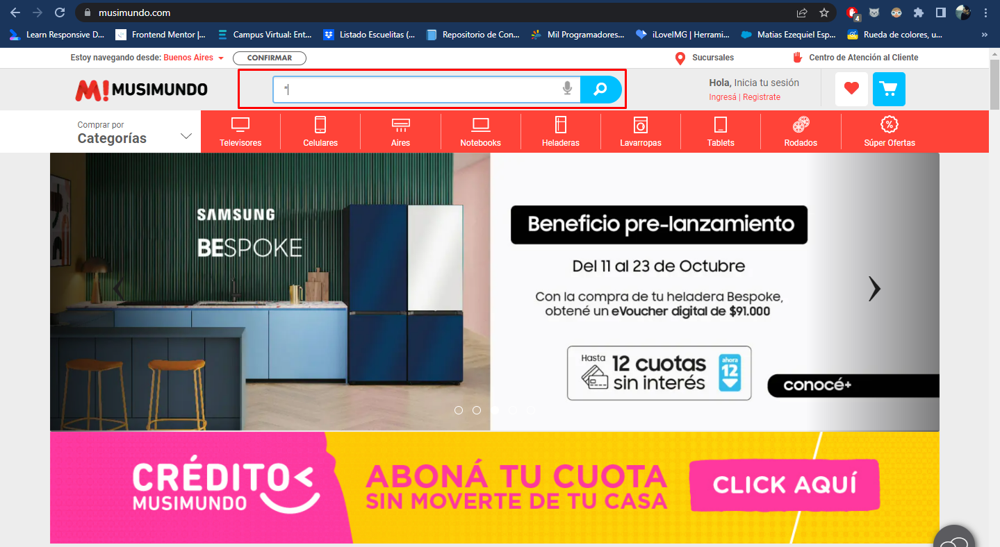 musimundo.com
4
Learn Responsive D...
Frontend Mentor |...
Campus Virtual: Ent...
Listado Escuelitas (...
Repositorio de Con...
Mil Programadores...
iLoveIMG | Herrami...
Matias Ezequiel Esp...
Rueda de colores, u...
»
Estoy navegando desde: Buenos Aires
CONFIRMAR
Sucursales
Centro de Atención al Cliente
M! MUSIMUNDO
*
Hola, Inicia tu sesión
Ingresá | Registrate
Comprar por
Categorías
Televisores
Celulares
Aires
Notebooks
Heladeras
Lavarropas
Tablets
Rodados
Súper Ofertas
SAMSUNG
BESPOKE
Beneficio pre-lanzamiento
Del 11 al 23 de Octubre
Con la compra de tu heladera Bespoke,
obtené un eVoucher digital de $91.000
Hasta
12 cuotas
sin interés
ahora
12
conocé+
CRÉDITO
MUSIMUNDO
ABONÁ TU CUOTA
SIN MOVERTE DE TU CASA
CLICK AQUÍ